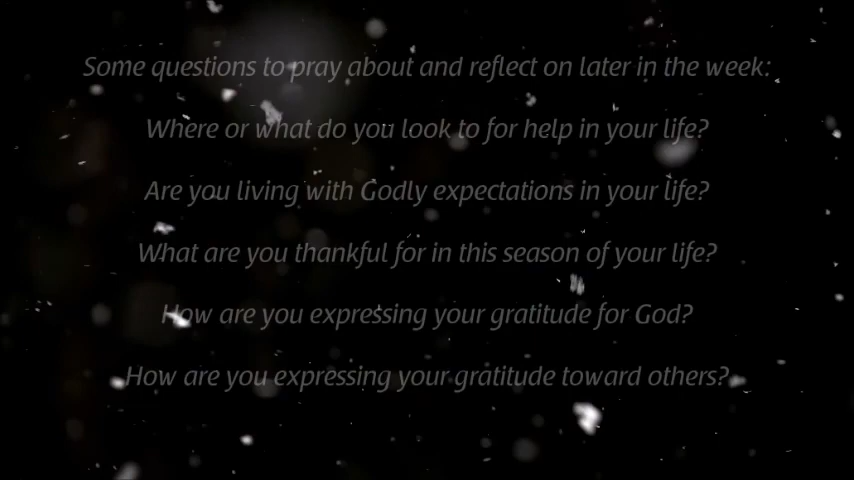 Some questions to pray about and reflect on later in the week:
Where or what do you look to for help in your life?
Are you living with Godly expectations in your life?
What are you thankful for in this season of your life?
How are you expressing your gratitude for God?
How are you expressing your gratitude toward others?